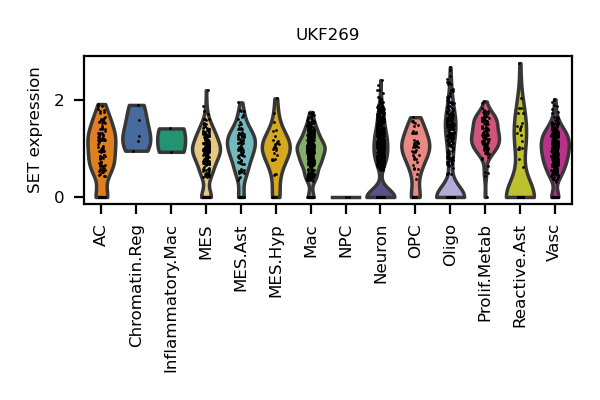 UKF269
SET expression
2
0
AC
Chromatin.Reg
Inflammatory.Mac
MES
MES.Ast
MES.Hyp
Mac
NPC
Neuron
OPC
Oligo
Prolif.Metab
Reactive.Ast
Vasc